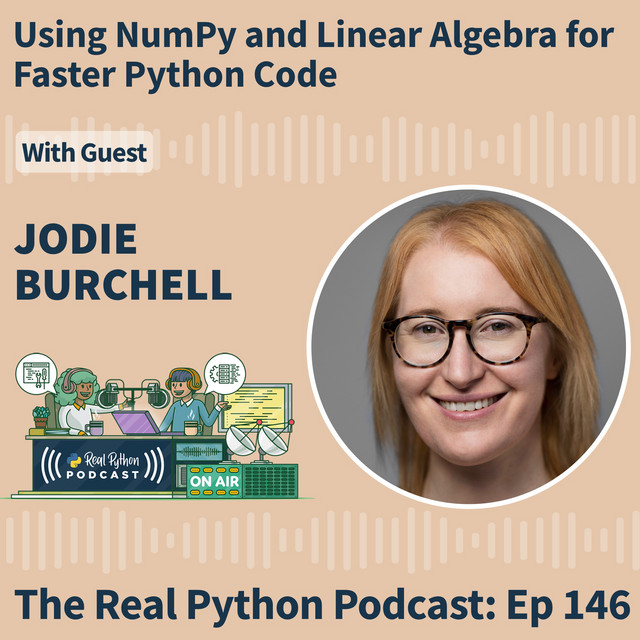 Using NumPy and Linear Algebra for
Faster Python Code
With Guest
JODIE
BURCHELL
Real Python
PODCAST
ON AIR
The Real Python Podcast: Ep 146